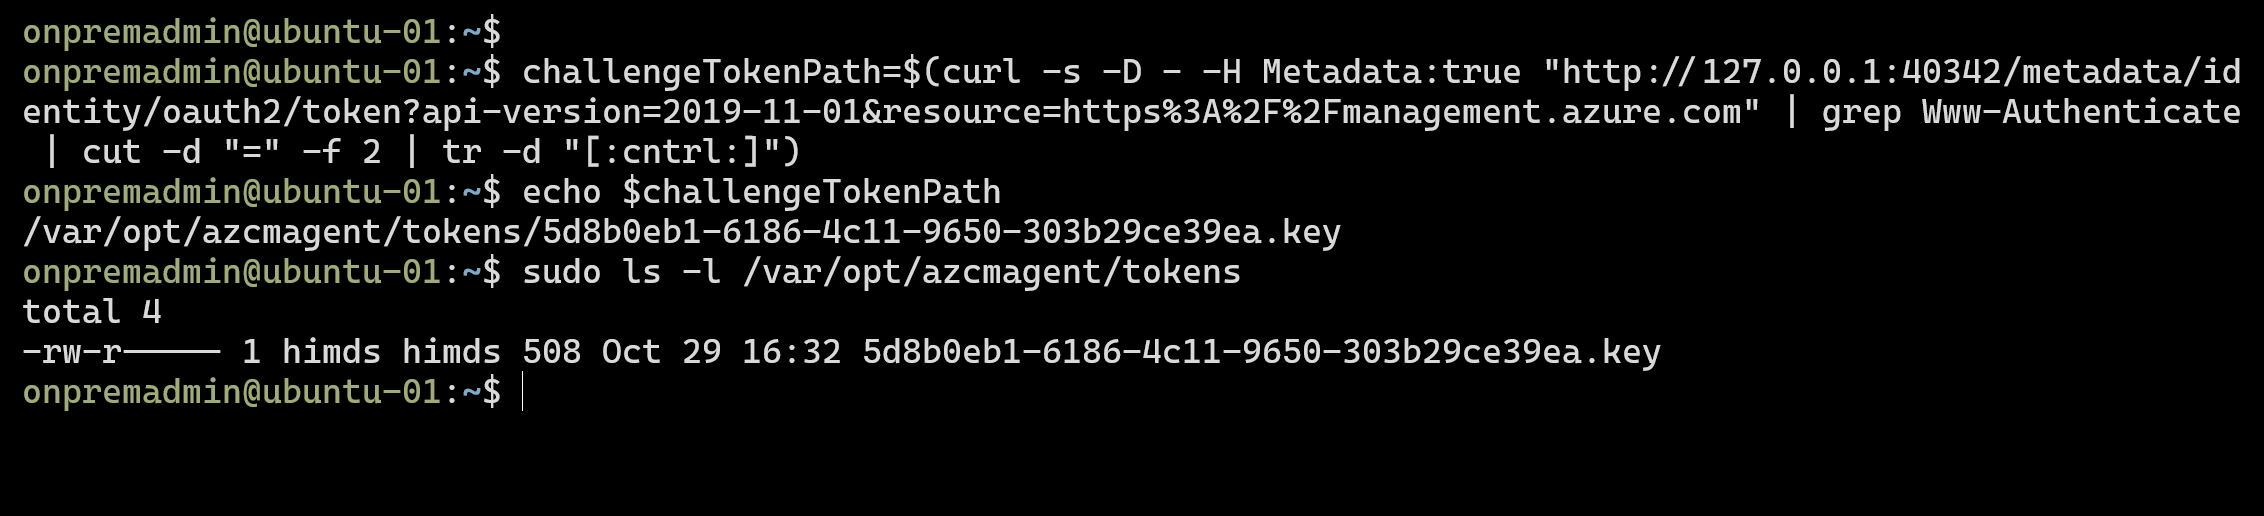 onpremadmin@ubuntu-01:~$
onpremadmin@ubuntu-01:~$ challengeTokenPath=$(curl -s -D - -H Metadata:true "http://127.0.0.1:40342/metadata/id
entity/oauth2/token?api-version=2019-11-01&resource=https%3A%2F%2Fmanagement.azure.com" | grep Www-Authenticate
 | cut -d "=" -f 2 | tr -d "[:cntrl:]")
onpremadmin@ubuntu-01:~$ echo $challengeTokenPath
/var/opt/azcmagent/tokens/5d8b0eb1-6186-4c11-9650-303b29ce39ea.key
onpremadmin@ubuntu-01:~$ sudo ls -l /var/opt/azcmagent/tokens
total 4
-rw-r----- 1 himds himds 508 Oct 29 16:32 5d8b0eb1-6186-4c11-9650-303b29ce39ea.key
onpremadmin@ubuntu-01:~$